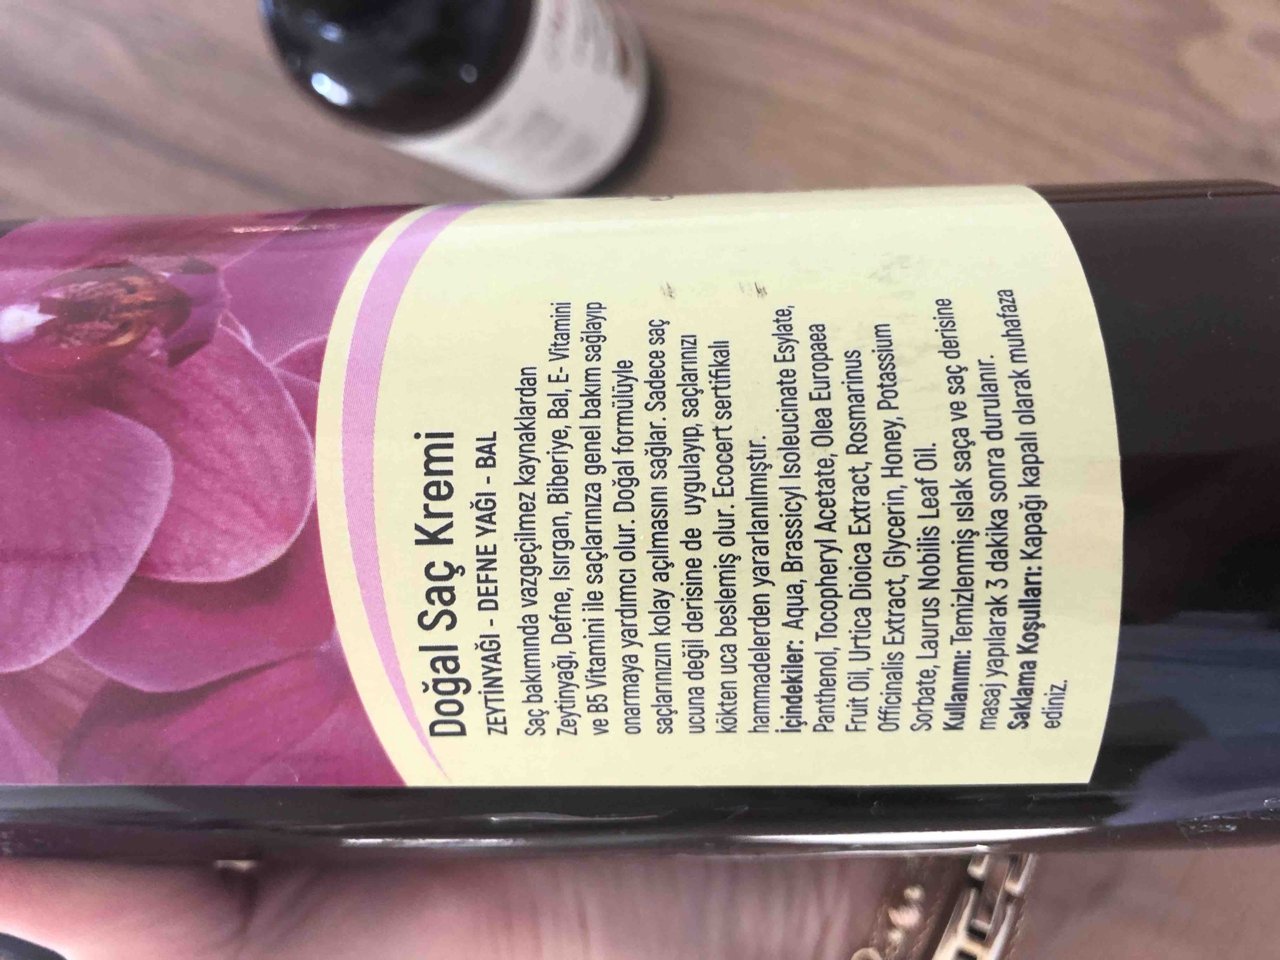 Doğal Saç Kremi
ZEYTİNYAĞI - DEFNE YAĞI - BAL
Saç bakımında vazgeçilmez kaynaklardan
Zeytinyağı, Defne, Isırgan, Biberiye, Bal, E- Vitamini
ve B5 Vitamini ile saçlarınıza genel bakım sağlayıp
onarmaya yardımcı olur. Doğal formülüyle
saçlarınızın kolay açılmasını sağlar. Sadece saç
ucuna değil derisine de uygulayıp, saçlarınızı
kökten uca beslemiş olur. Ecocert sertifikalı
hammadelerden yararlanılmıştır.
İçindekiler: Aqua, Brassicyl Isoleucinate Esylate,
Panthenol, Tocopheryl Acetate, Olea Europaea
Fruit Oil, Urtica Dioica Extract, Rosmarinus
Officinalis Extract, Glycerin, Honey, Potassium
Sorbate, Laurus Nobilis Leaf Oil.
Kullanımı: Temizlenmiş ıslak saça ve saç derisine
masaj yapılarak 3 dakika sonra durulanır.
Saklama Koşulları: Kapağı kapalı olarak muhafaza
ediniz.